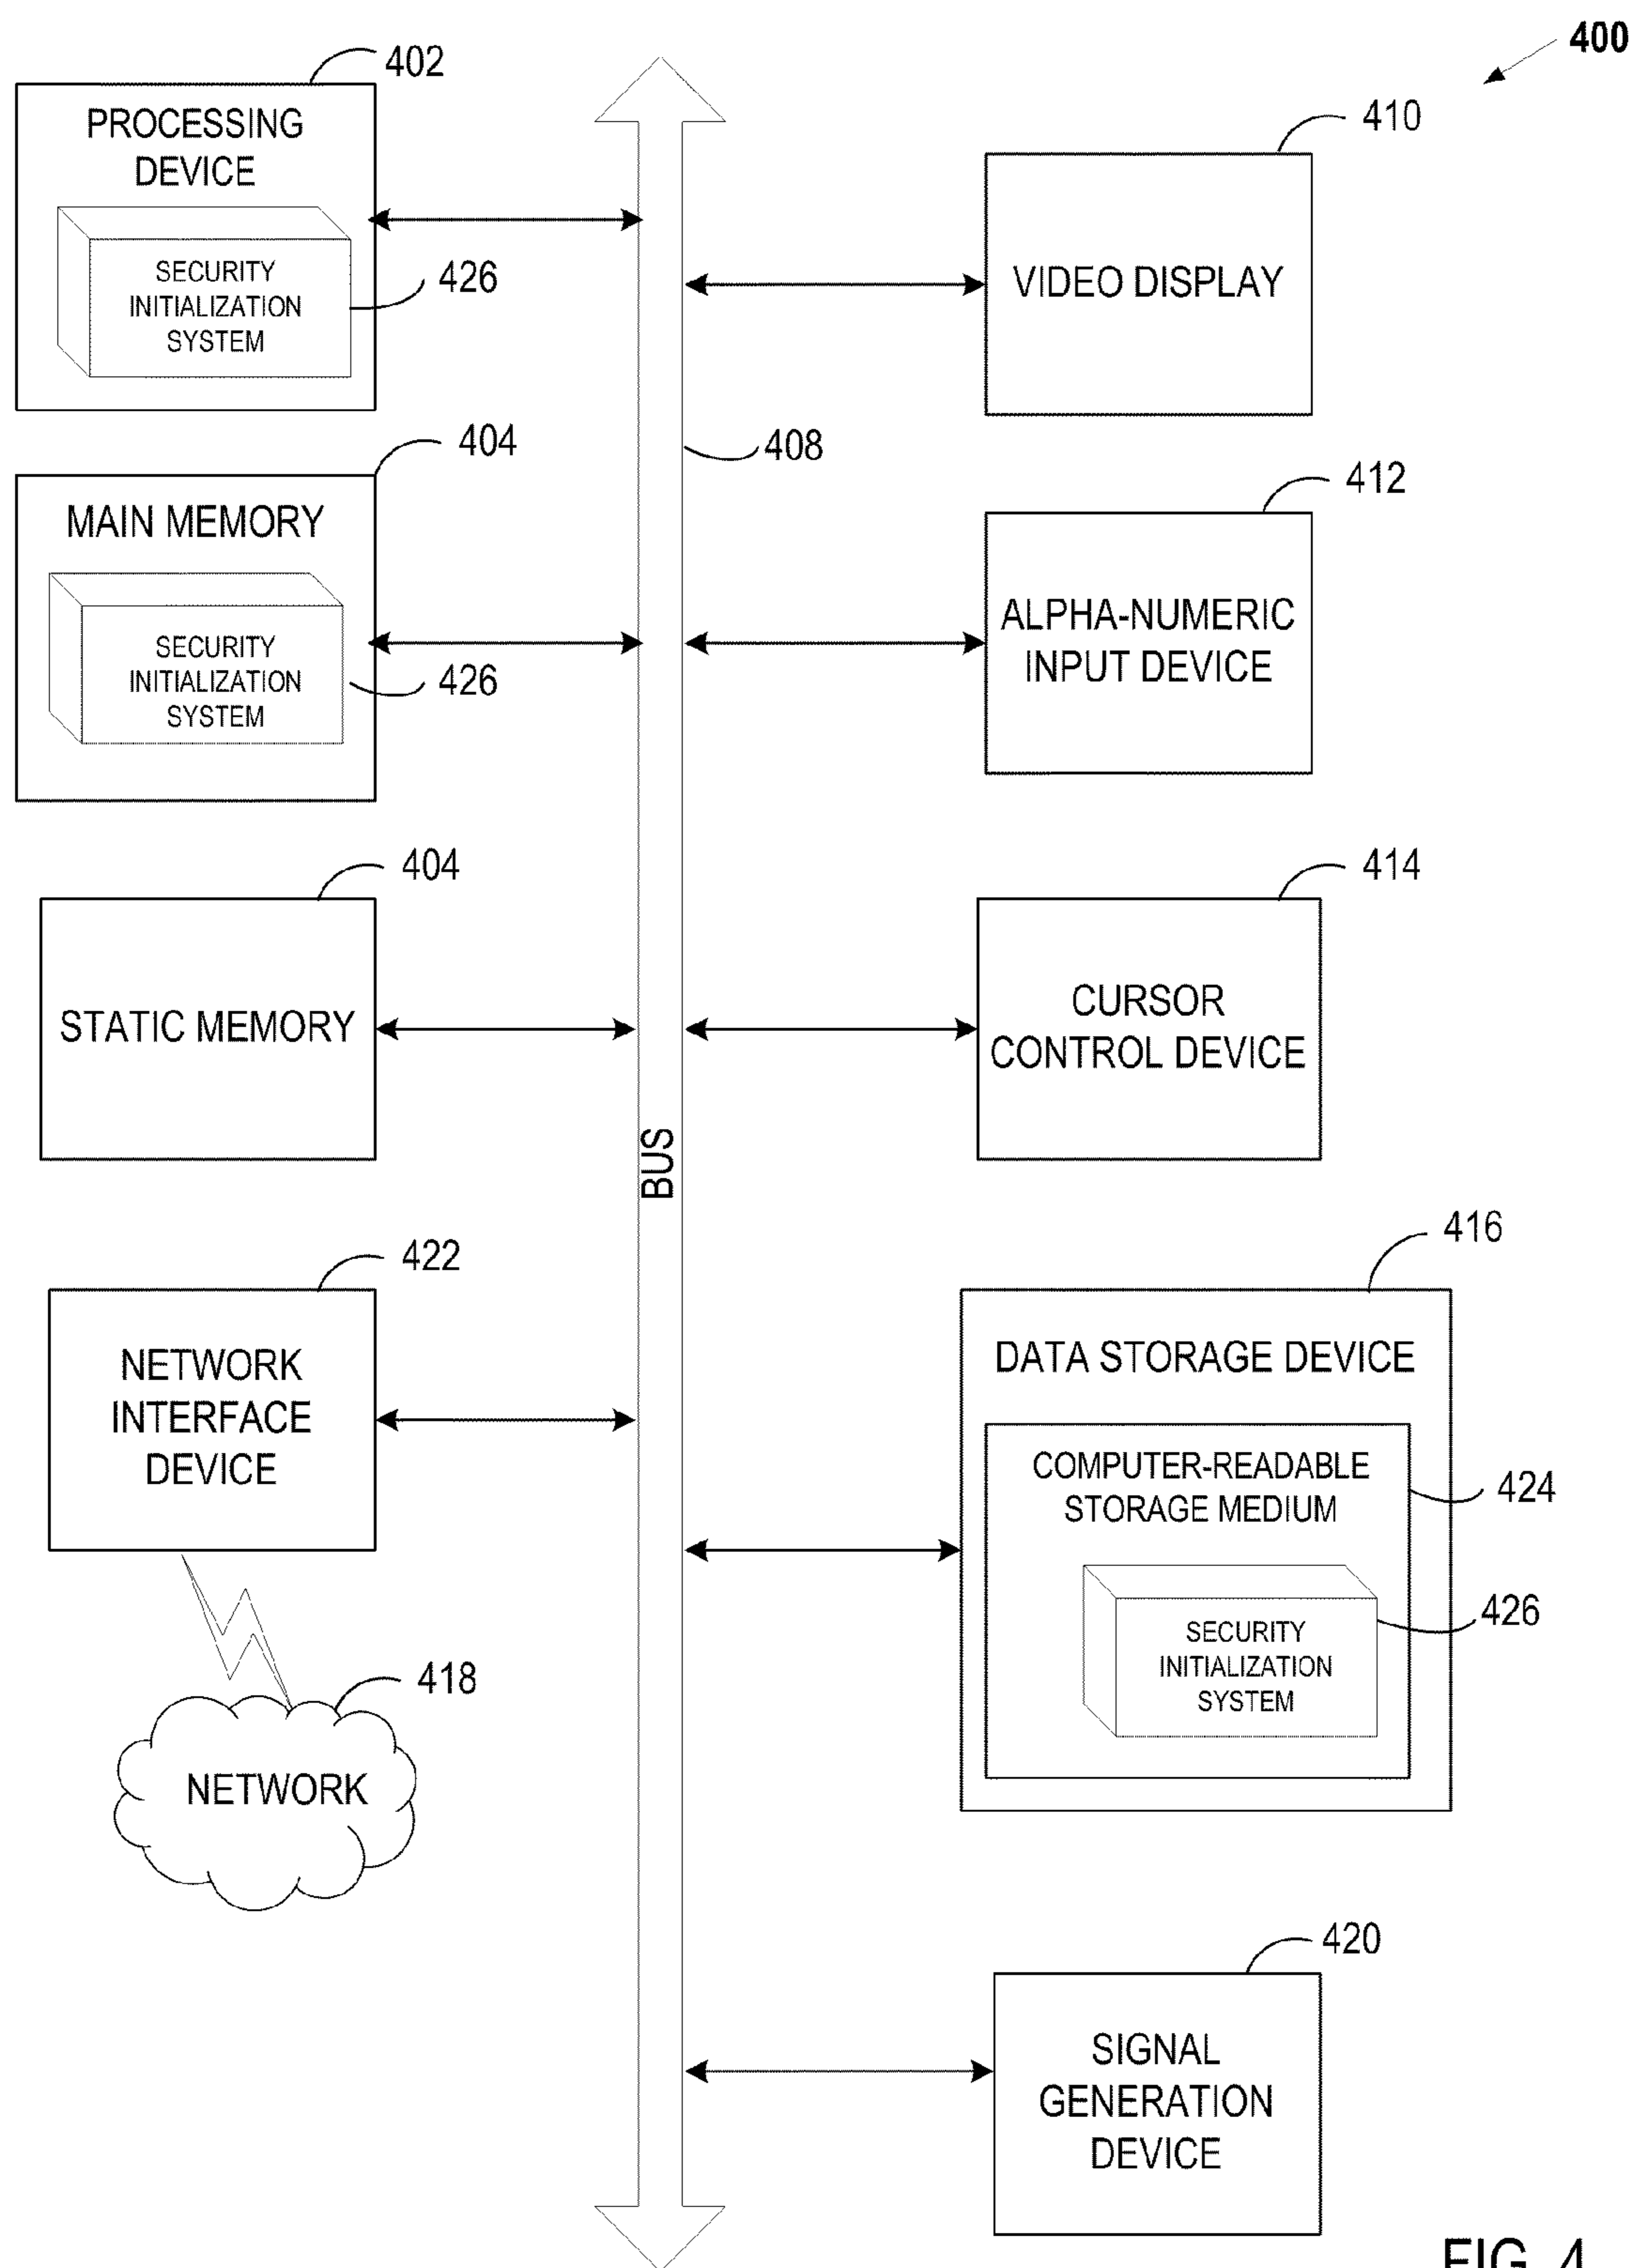 400
402
PROCESSING
DEVICE
SECURITY
INITIALIZATION
SYSTEM
426
410
VIDEO DISPLAY
404
MAIN MEMORY
SECURITY
INITIALIZATION
SYSTEM
426
408
412
ALPHA-NUMERIC
INPUT DEVICE
404
STATIC MEMORY
414
CURSOR
CONTROL DEVICE
BUS
422
NETWORK
INTERFACE
DEVICE
416
DATA STORAGE DEVICE
COMPUTER-READABLE
STORAGE MEDIUM
424
SECURITY
INITIALIZATION
SYSTEM
426
418
NETWORK
420
SIGNAL
GENERATION
DEVICE
FIG. 4